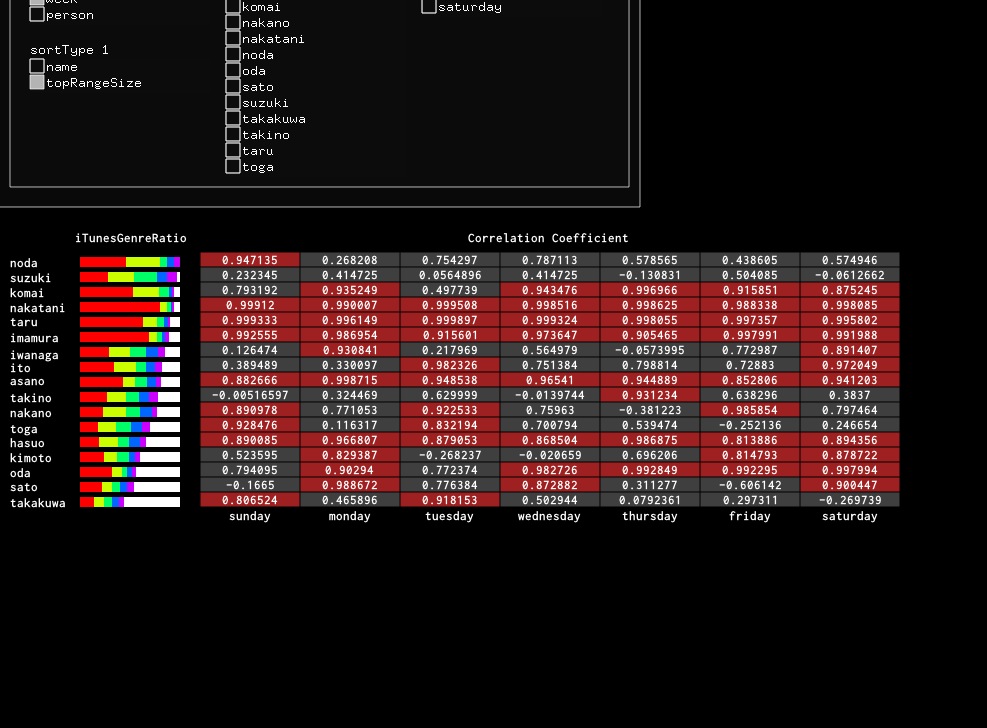 week
person
sortType 1
name
topRangeSize
komai
nakano
nakatani
noda
oda
sato
suzuki
takakuwa
takino
taru
toga
saturday
iTunesGenreRatio Correlation Coefficient
noda 0.947135 0.268208 0.754297 0.787113 0.578565 0.438605 0.574946
suzuki 0.232345 0.414725 0.0564896 0.414725 -0.130831 0.504085 -0.0612662
komai 0.793192 0.935249 0.497739 0.943476 0.996966 0.915851 0.875245
nakatani 0.99912 0.990007 0.999508 0.998516 0.998625 0.988338 0.998085
taru 0.999333 0.996149 0.999897 0.999324 0.998055 0.997357 0.995802
imamura 0.992555 0.986954 0.915601 0.973647 0.905465 0.997991 0.991988
iwanaga 0.126474 0.930841 0.217969 0.564979 -0.0573995 0.772987 0.891407
ito 0.389489 0.330097 0.982326 0.751384 0.798814 0.72883 0.972049
asano 0.882666 0.998715 0.948538 0.96541 0.944889 0.852806 0.941203
takino -0.00516597 0.324469 0.629999 -0.0139744 0.931234 0.638296 0.3837
nakano 0.890978 0.771053 0.922533 0.75963 -0.381223 0.985854 0.797464
toga 0.928476 0.116317 0.832194 0.700794 0.539474 -0.252136 0.246654
hasuo 0.890085 0.966807 0.879053 0.868504 0.986875 0.813886 0.894356
kimoto 0.523595 0.829387 -0.268237 -0.020659 0.696206 0.814793 0.878722
oda 0.794095 0.90294 0.772374 0.982726 0.992849 0.992295 0.997994
sato -0.1665 0.988672 0.776384 0.872882 0.311277 -0.606142 0.900447
takakuwa 0.806524 0.465896 0.918153 0.502944 0.0792361 0.297311 -0.269739
sunday monday tuesday wednesday thursday friday saturday